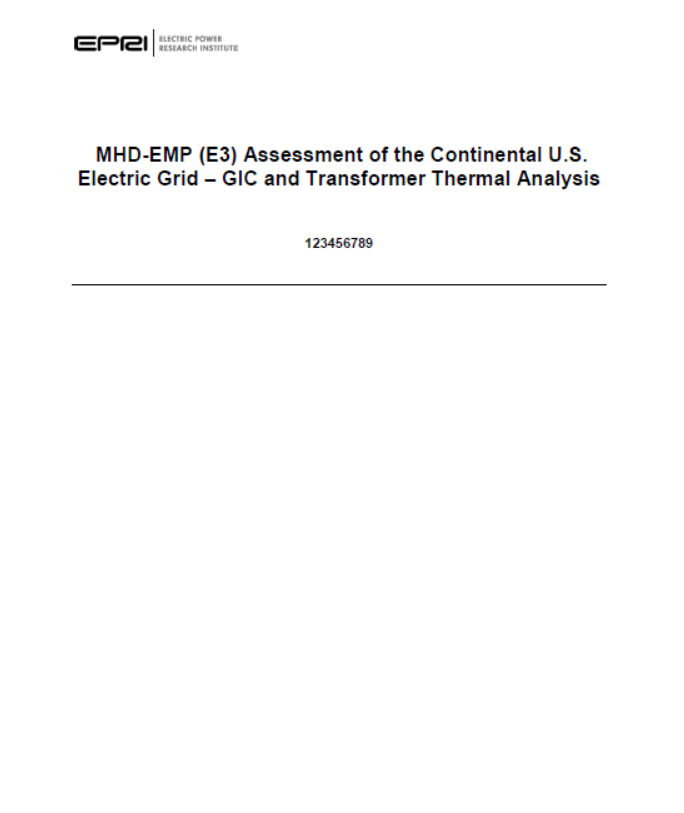 EPRI
ELECTRIC POWER
RESEARCH INSTITUTE
MHD-EMP (E3) Assessment of the Continental U.S.
Electric Grid – GIC and Transformer Thermal Analysis
123456789